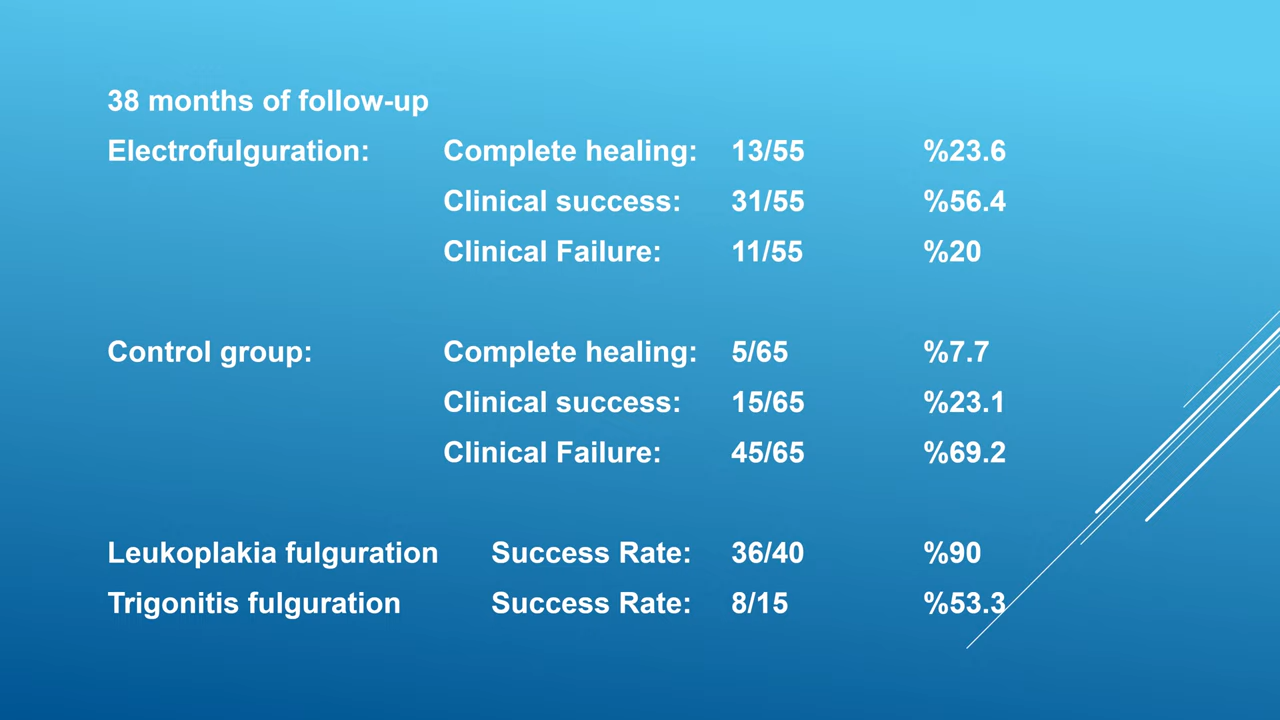 38 months of follow-up
Electrofulguration: Complete healing: 13/55 %23.6
Clinical success: 31/55 %56.4
Clinical Failure: 11/55 %20
Control group: Complete healing: 5/65 %7.7
Clinical success: 15/65 %23.1
Clinical Failure: 45/65 %69.2
Leukoplakia fulguration Success Rate: 36/40 %90
Trigonitis fulguration Success Rate: 8/15 %53.3